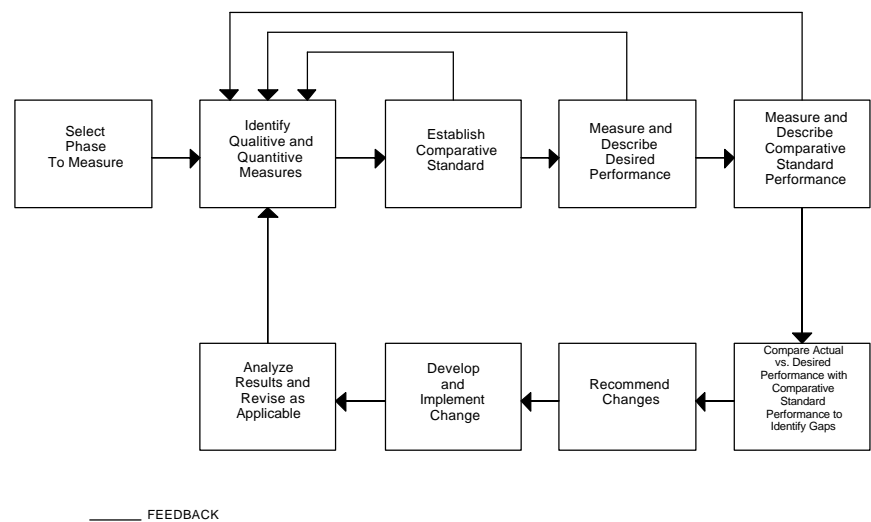 Select
Phase
To Measure
Identify
Qualitive and
Quantitive
Measures
Establish
Comparative
Standard
Measure and
Describe
Desired
Performance
Measure and
Describe
Comparative
Standard
Performance
Analyze
Results and
Revise as
Applicable
Develop
and
Implement
Change
Recommend
Changes
Compare Actual
vs. Desired
Performance with
Comparative
Standard
Performance to
Identify Gaps
FEEDBACK